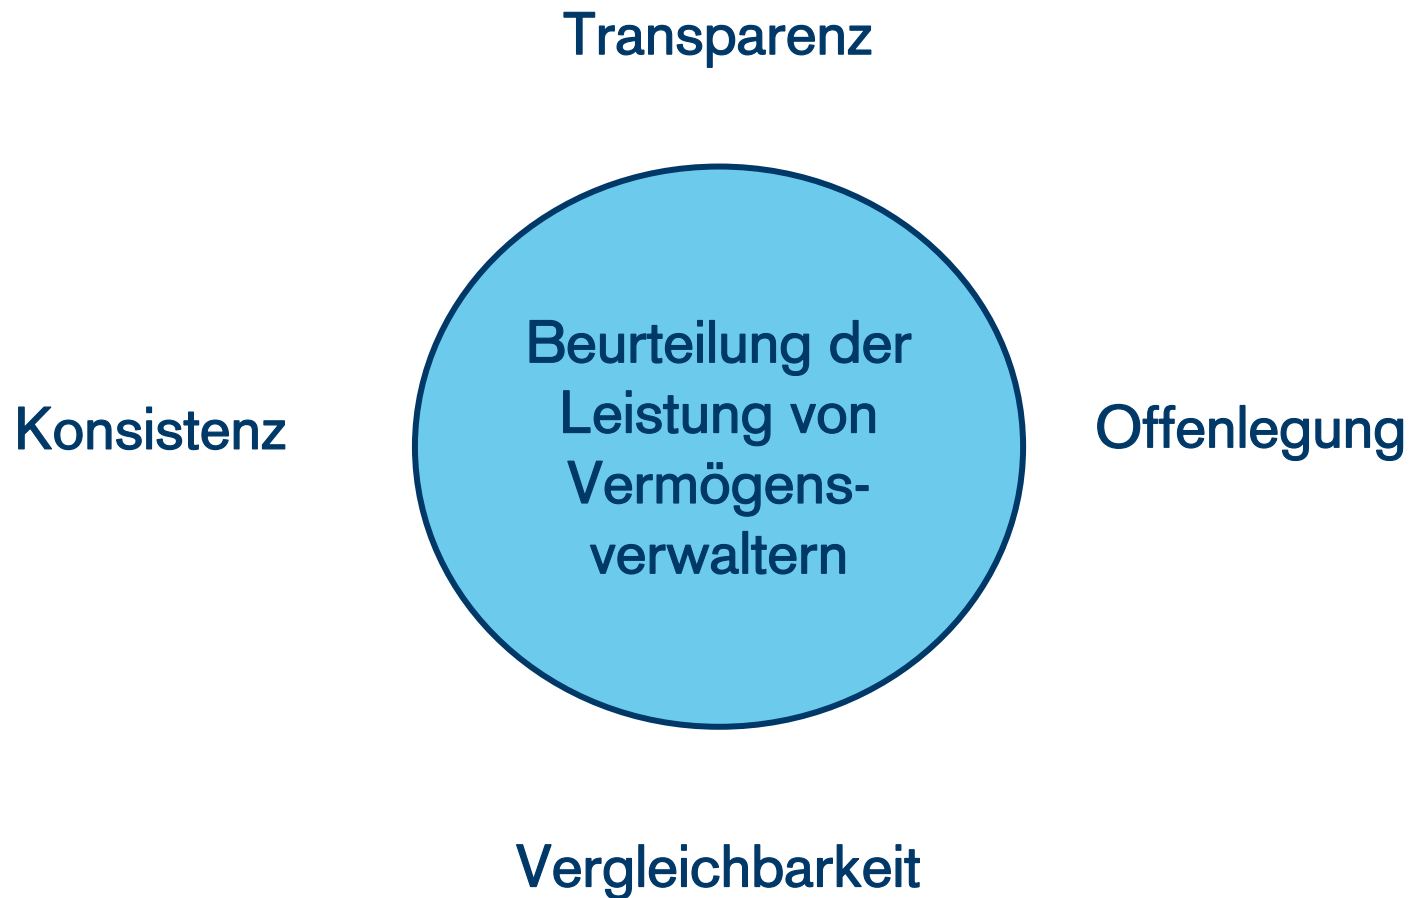 Transparenz
Beurteilung der
Leistung von
Vermögens-
verwaltern
Konsistenz
Offenlegung
Vergleichbarkeit